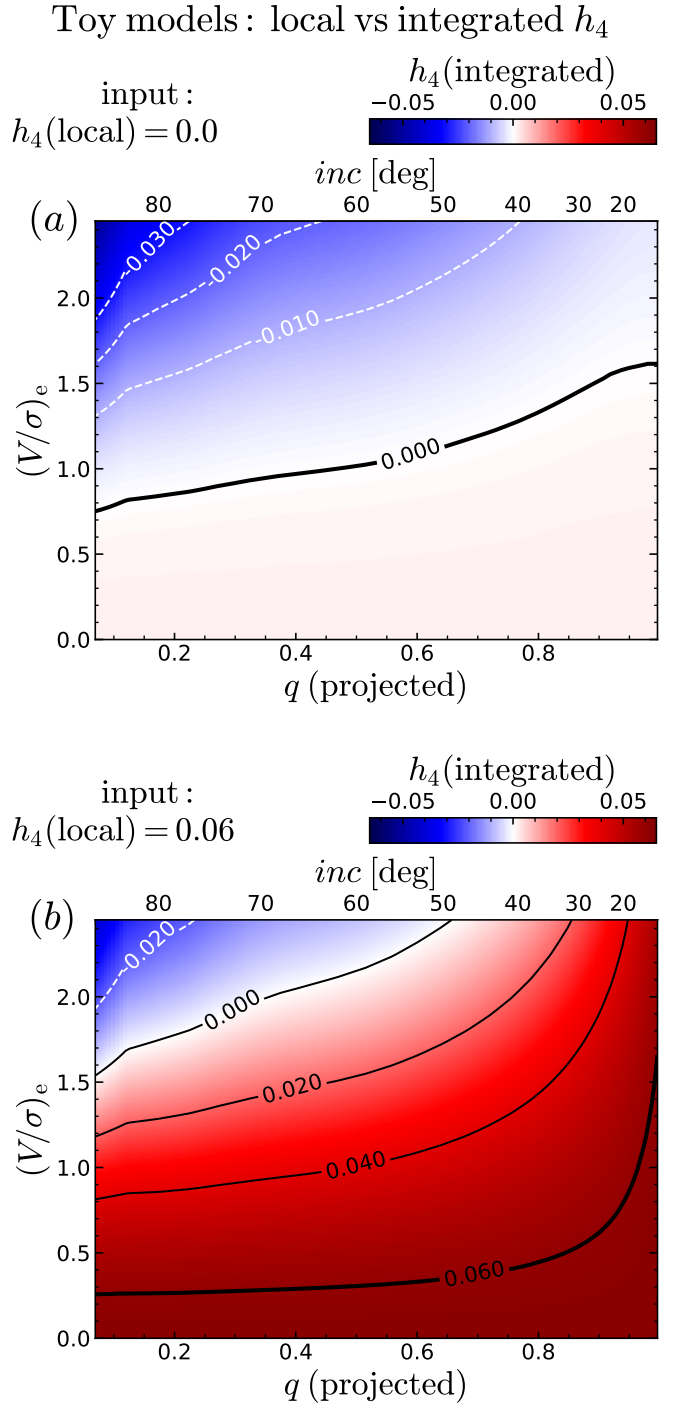 Toy models: local vs integrated h₄
input:
h₄(local) = 0.0
h₄(integrated)
−0.05 0.00 0.05
inc [deg]
(a)
80 70 60 50 40 30 20
-0.030
-0.020
-0.010
0.000
2.0
1.5
1.0
0.5
0.0
(V/σ)ₑ
0.2 0.4 0.6 0.8
q (projected)
input:
h₄(local) = 0.06
h₄(integrated)
−0.05 0.00 0.05
inc [deg]
(b)
80 70 60 50 40 30 20
-0.020
0.000
0.020
0.040
0.060
2.0
1.5
1.0
0.5
0.0
(V/σ)ₑ
0.2 0.4 0.6 0.8
q (projected)